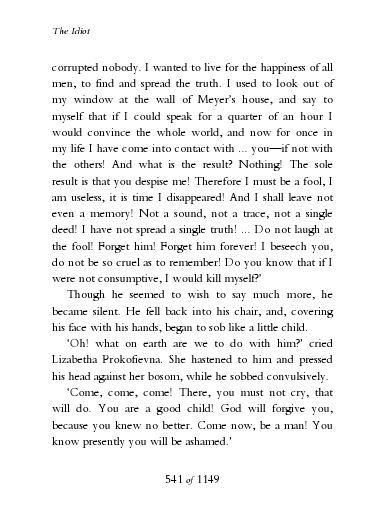 The Idiot
corrupted nobody. I wanted to live for the happiness of all
men, to find and spread the truth. I used to look out of
my window at the wall of Meyer's house, and say to
myself that if I could speak for a quarter of an hour I
would convince the whole world, and now for once in
my life I have come into contact with ... you—if not with
the others! And what is the result? Nothing! The sole
result is that you despise me! Therefore I must be a fool, I
am useless, it is time I disappeared! And I shall leave not
even a memory! Not a sound, not a trace, not a single
deed! I have not spread a single truth! ... Do not laugh at
the fool! Forget him! Forget him forever! I beseech you,
do not be so cruel as to remember! Do you know that if I
were not consumptive, I would kill myself?'
Though he seemed to wish to say much more, he
became silent. He fell back into his chair, and, covering
his face with his hands, began to sob like a little child.
'Oh! what on earth are we to do with him?' cried
Lizabetha Prokofievna. She hastened to him and pressed
his head against her bosom, while he sobbed convulsively.
'Come, come, come! There, you must not cry, that
will do. You are a good child! God will forgive you,
because you knew no better. Come now, be a man! You
know presently you will be ashamed.'
541 of 1149